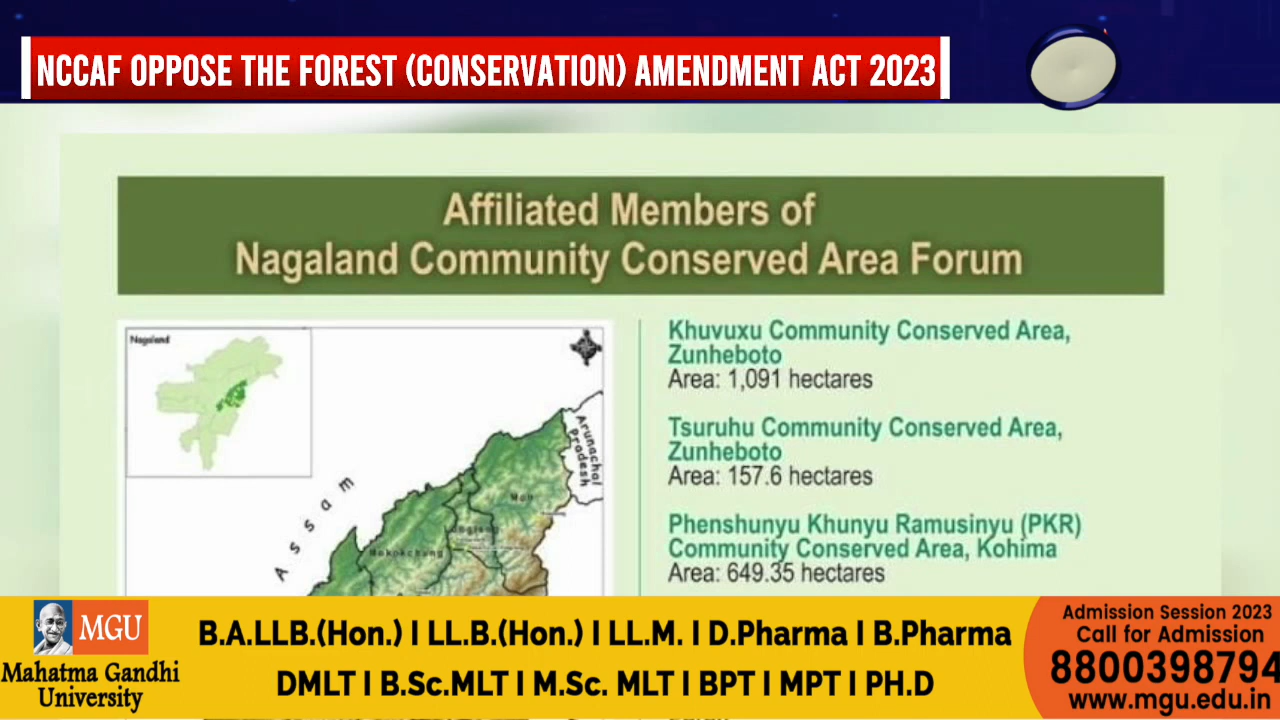 NCCAF OPPOSE THE FOREST (CONSERVATION) AMENDMENT ACT 2023
Affiliated Members of
Nagaland Community Conserved Area Forum
Nagaland
Arunachal
Pradesh
Assam
Mon
Longleng
Mokokchung
Khuvuxu Community Conserved Area,
Zunheboto
Area: 1,091 hectares
Tsuruhu Community Conserved Area,
Zunheboto
Area: 157.6 hectares
Phenshunyu Khunyu Ramusinyu (PKR)
Community Conserved Area, Kohima
Area: 649.35 hectares
MGU
Mahatma Gandhi
University
B.A.LLB.(Hon.) I LL.B.(Hon.) I LL.M. I D.Pharma I B.Pharma
DMLT I B.Sc.MLT I M.Sc. MLT I BPT I MPT I PH.D
Admission Session 2023
Call for Admission
8800398794
www.mgu.edu.in